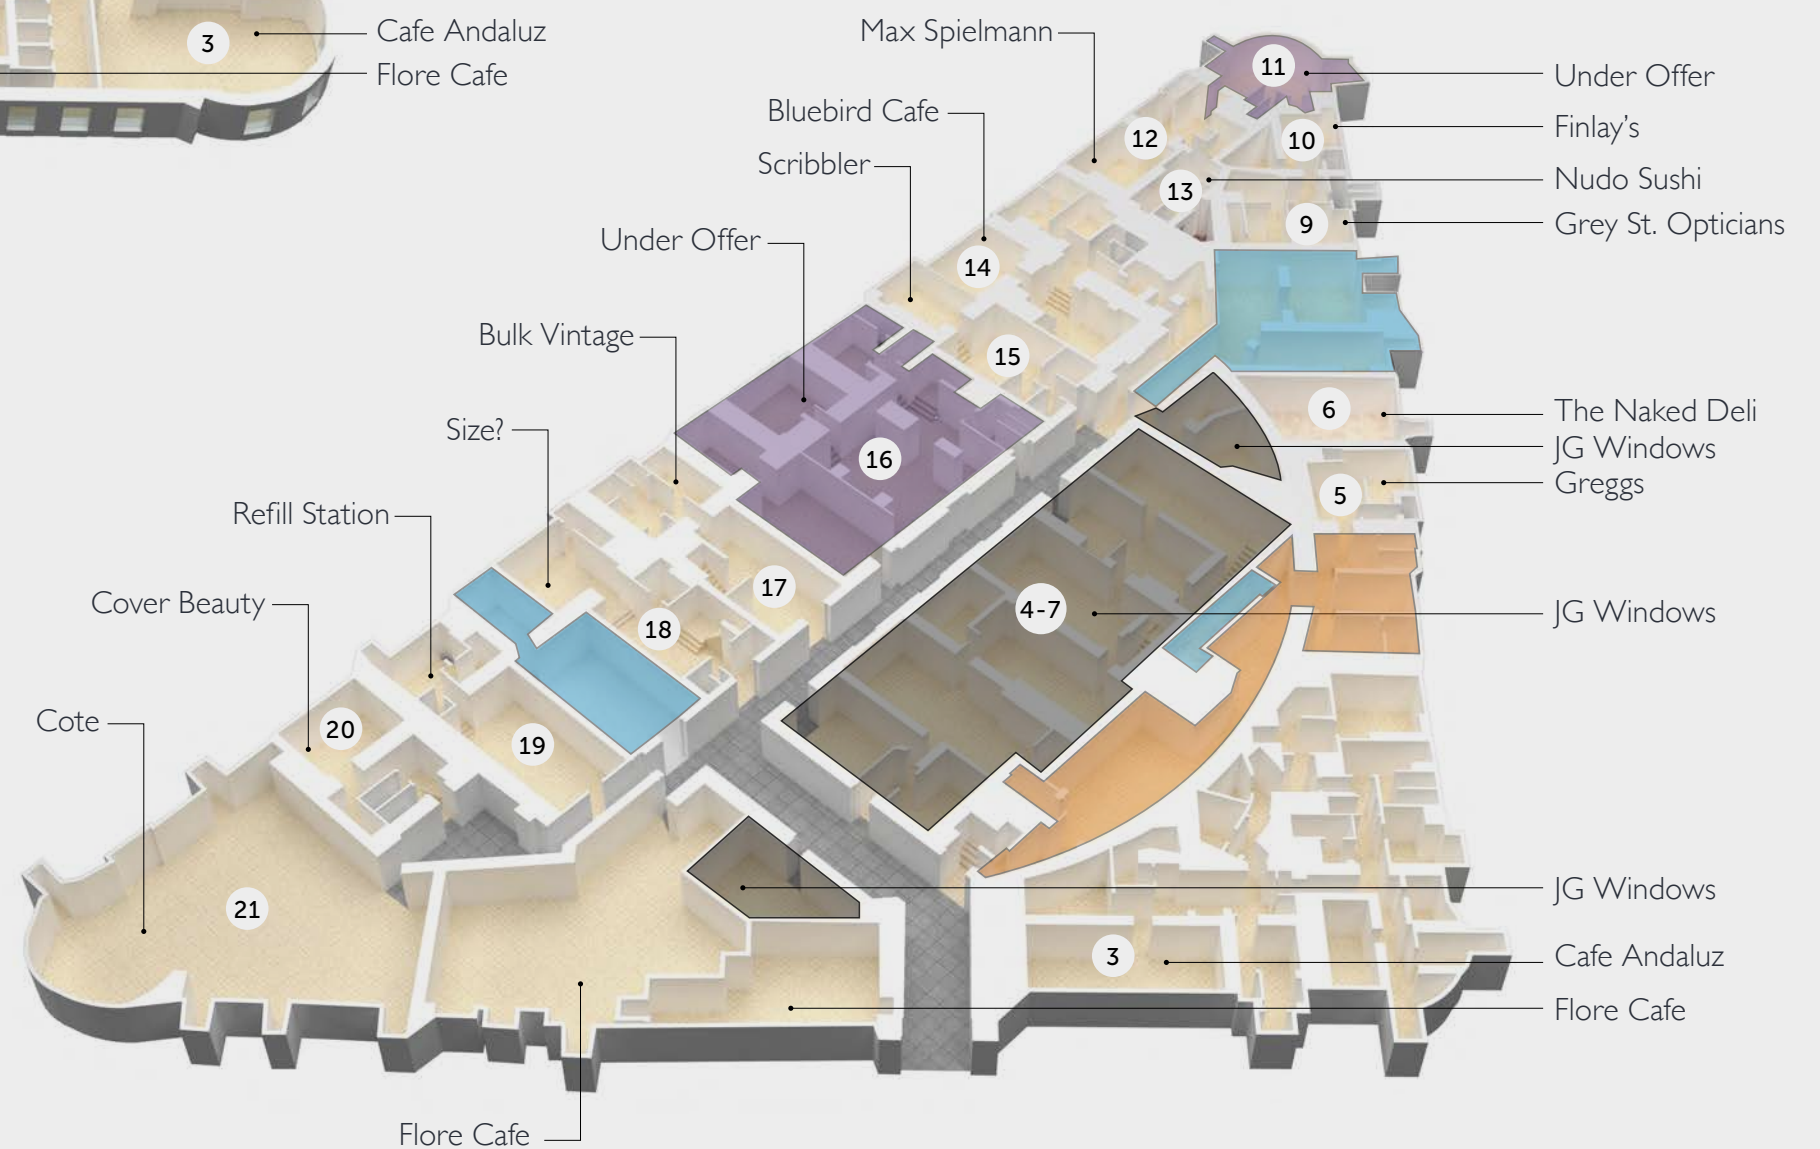 3
Cafe Andaluz
Flore Cafe
Max Spielmann
11
Under Offer
Bluebird Cafe
12
10
Finlay's
Scribbler
13
Nudo Sushi
9
Grey St. Opticians
Under Offer
14
Bulk Vintage
15
6
The Naked Deli
Size?
16
JG Windows
5
Greggs
Refill Station
17
Cover Beauty
18
4-7
JG Windows
Cote
20
19
21
JG Windows
3
Cafe Andaluz
Flore Cafe
Flore Cafe